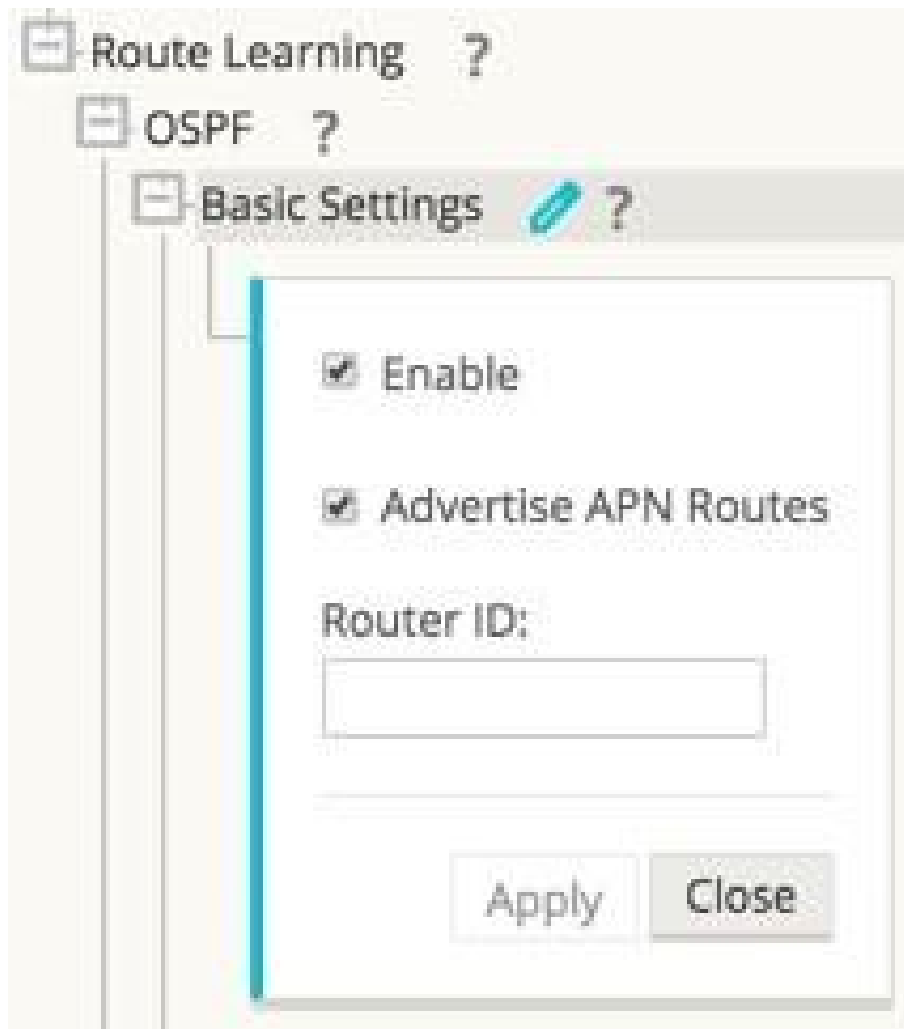 Route Learning ?
OSPF ?
Basic Settings ?
Enable
Advertise APN Routes
Router ID:
Apply Close